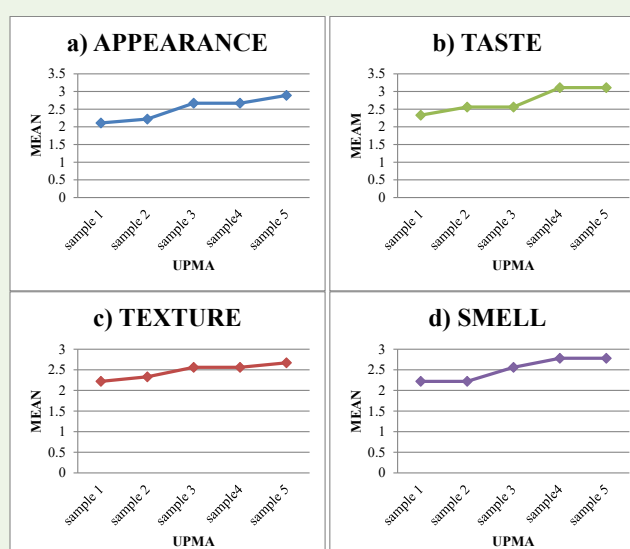 a) APPEARANCE
MEAN
3.5
3
2.5
2
1.5
1
0.5
0
sample 1
sample 2
sample 3
sample4
sample 5
UPMA
b) TASTE
MEAM
3.5
3
2.5
2
1.5
1
0.5
0
sample 1
sample 2
sample 3
sample4
sample 5
UPMA
c) TEXTURE
MEAN
3
2.5
2
1.5
1
0.5
0
sample 1
sample 2
sample 3
sample4
sample 5
UPMA
d) SMELL
MEAN
3
2.5
2
1.5
1
0.5
0
sample 1
sample 2
sample 3
sample4
sample 5
UPMA